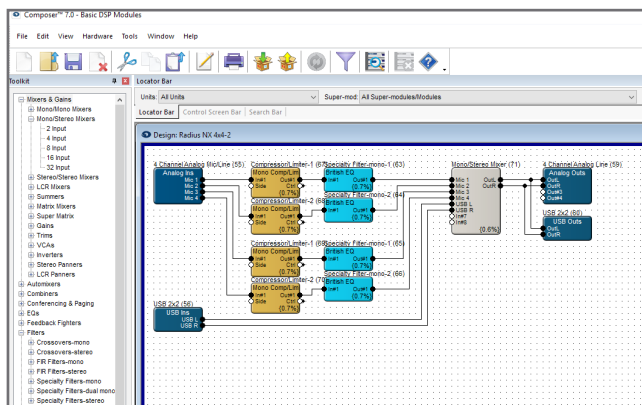 Composer™ 7.0 - Basic DSP Modules
File Edit View Hardware Tools Window Help
Toolkit
Locator Bar
Units: All Units Super-mod: All Super-modules/Modules
Locator Bar Control Screen Bar Search Bar
Design: Radius NX 4x4-2
Mixers & Gains
Mono/Mono Mixers
Mono/Stereo Mixers
2 Input
4 Input
8 Input
16 Input
32 Input
Stereo/Stereo Mixers
LCR Mixers
Summers
Matrix Mixers
Super Matrix
Gains
Trims
VCAs
Inverters
Stereo Panners
LCR Panners
Automixers
Combiners
Conferencing & Paging
EQs
Feedback Fighters
Filters
Crossovers-mono
Crossovers-stereo
FIR Filters-mono
FIR Filters-stereo
Specialty Filters-mono
Specialty Filters-dual mono
Specialty Filters-stereo
4 Channel Analog Mic/Line (55)
Analog Ins
Mic 1
Mic 2
Mic 3
Mic 4
USB 2x2 (56)
USB Ins
USB L
USB R
Compressor/Limiter-1 (67)
Mono Comp/Lim
In#1 Out#1
Side Ctrl
(0.7%)
Compressor/Limiter-2 (68)
Mono Comp/Lim
In#1 Out#1
Side Ctrl
(0.7%)
Compressor/Limiter-1 (69)
Mono Comp/Lim
In#1 Out#1
Side Ctrl
(0.7%)
Compressor/Limiter-2 (70)
Mono Comp/Lim
In#1 Out#1
Side Ctrl
(0.7%)
Specialty Filter-mono-1 (63)
British EQ
In#1 Out#1
(0.7%)
Specialty Filter-mono-2 (64)
British EQ
In#1 Out#1
(0.7%)
Specialty Filter-mono-1 (65)
British EQ
In#1 Out#1
(0.7%)
Specialty Filter-mono-2 (66)
British EQ
In#1 Out#1
(0.7%)
Mono/Stereo Mixer (71)
Mic 1 OutL
Mic 2 OutR
Mic 3
Mic 4
USB L
USB R
In#7
In#8
(0.6%)
4 Channel Analog Line (59)
Analog Outs
OutL
OutR
Out#3
Out#4
USB 2x2 (60)
USB Outs
OutL
OutR